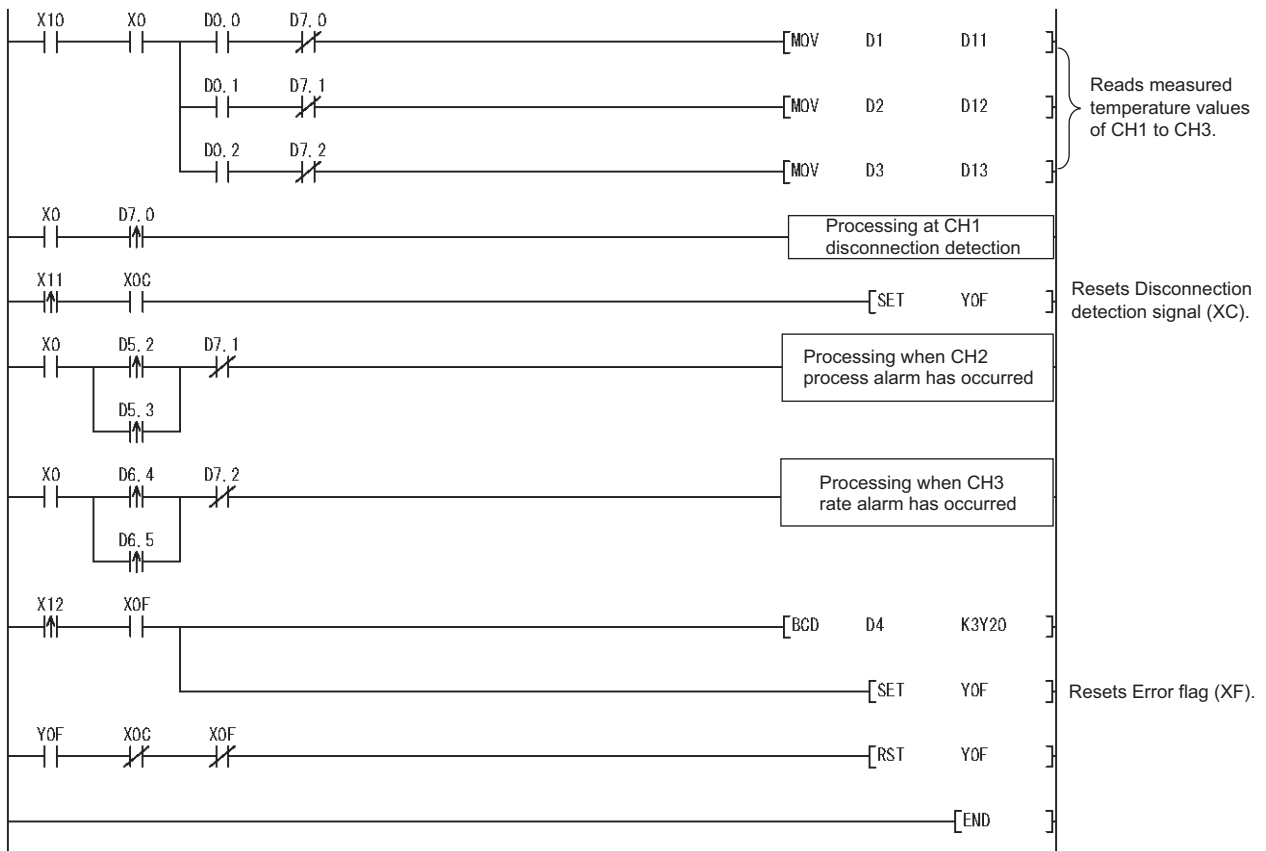 X10 X0 D0.0 D7.0
[MOV D1 D11 ]
D0.1 D7.1
[MOV D2 D12 ]
D0.2 D7.2
[MOV D3 D13 ]
Reads measured
temperature values
of CH1 to CH3.
X0 D7.0
Processing at CH1
disconnection detection
X11 X0C
[SET Y0F ]
Resets Disconnection
detection signal (XC).
X0 D5.2 D7.1
Processing when CH2
process alarm has occurred
D5.3
X0 D6.4 D7.2
Processing when CH3
rate alarm has occurred
D6.5
X12 X0F
[BCD D4 K3Y20 ]
[SET Y0F ]
Resets Error flag (XF).
Y0F X0C X0F
[RST Y0F ]
[END ]